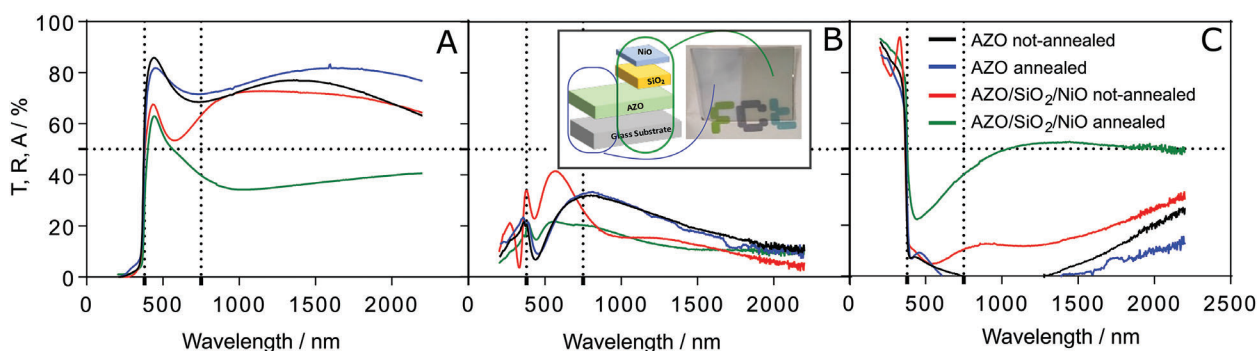 T, R, A / %
100
80
60
40
20
0
A
0
500
1000
1500
2000
Wavelength / nm
B
NiO
SiO₂
AZO
Glass Substrate
0
500
1000
1500
2000
Wavelength / nm
C
AZO not-annealed
AZO annealed
AZO/SiO₂/NiO not-annealed
AZO/SiO₂/NiO annealed
0
500
1000
1500
2000
2500
Wavelength / nm